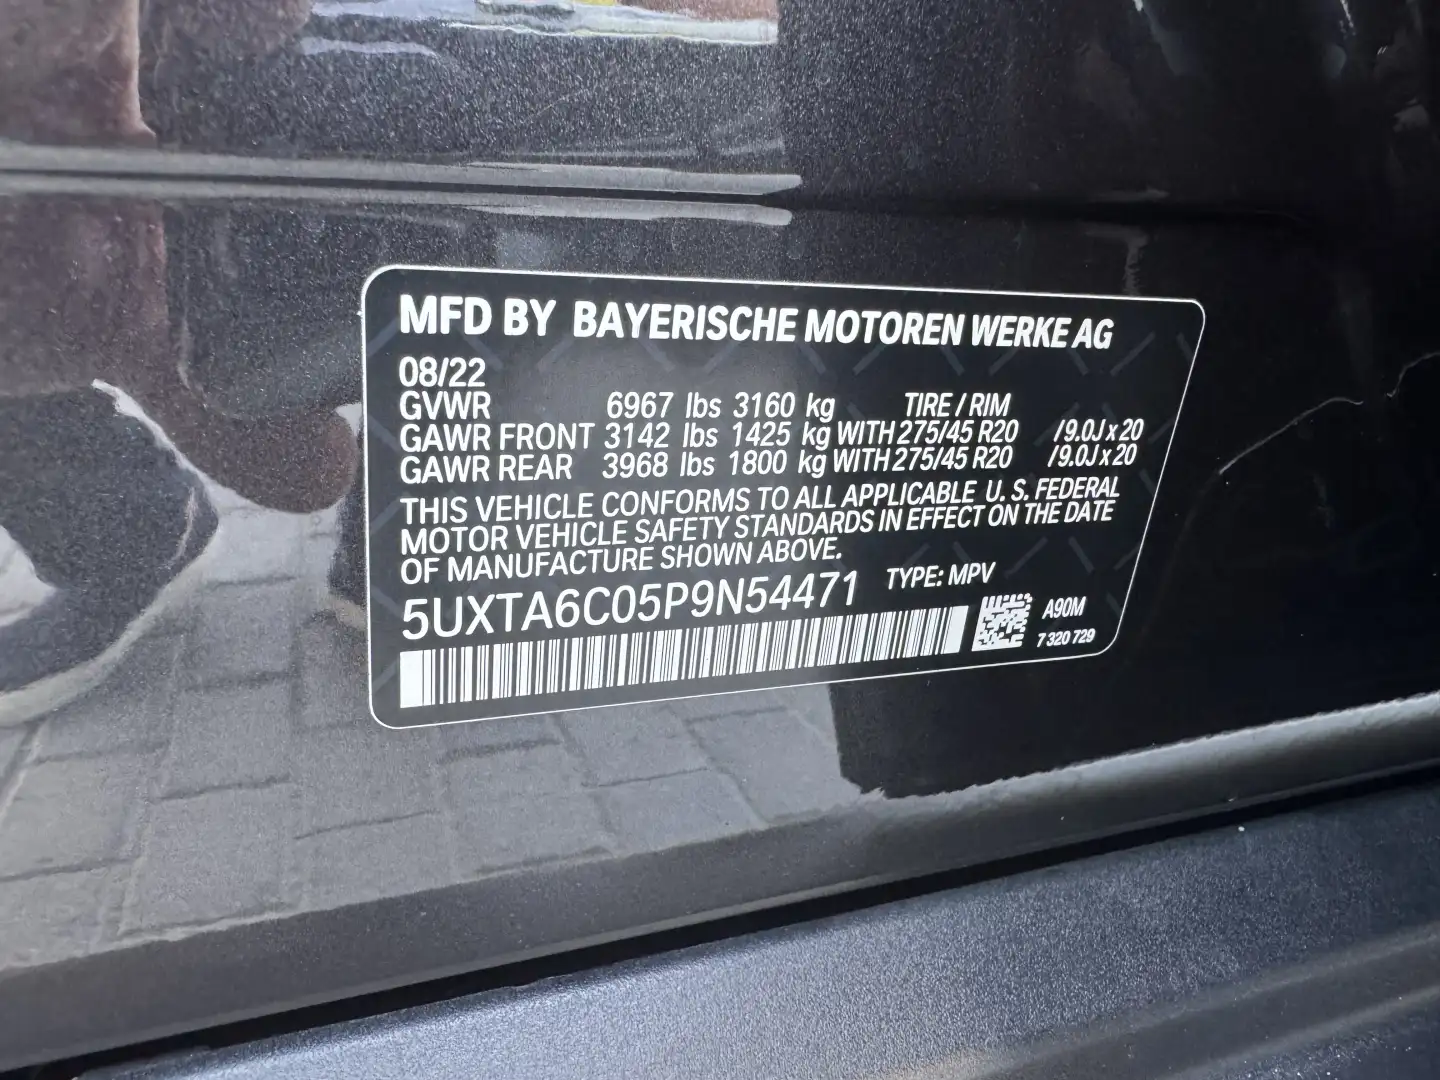 MFD BY BAYERISCHE MOTOREN WERKE AG
08/22
GVWR 6967 lbs 3160 kg TIRE / RIM
GAWR FRONT 3142 lbs 1425 kg WITH 275/45 R20 /9.0J x 20
GAWR REAR 3968 lbs 1800 kg WITH 275/45 R20 /9.0J x 20
THIS VEHICLE CONFORMS TO ALL APPLICABLE U. S. FEDERAL
MOTOR VEHICLE SAFETY STANDARDS IN EFFECT ON THE DATE
OF MANUFACTURE SHOWN ABOVE.
5UXTA6C05P9N54471 TYPE: MPV
A90M
7 320 729